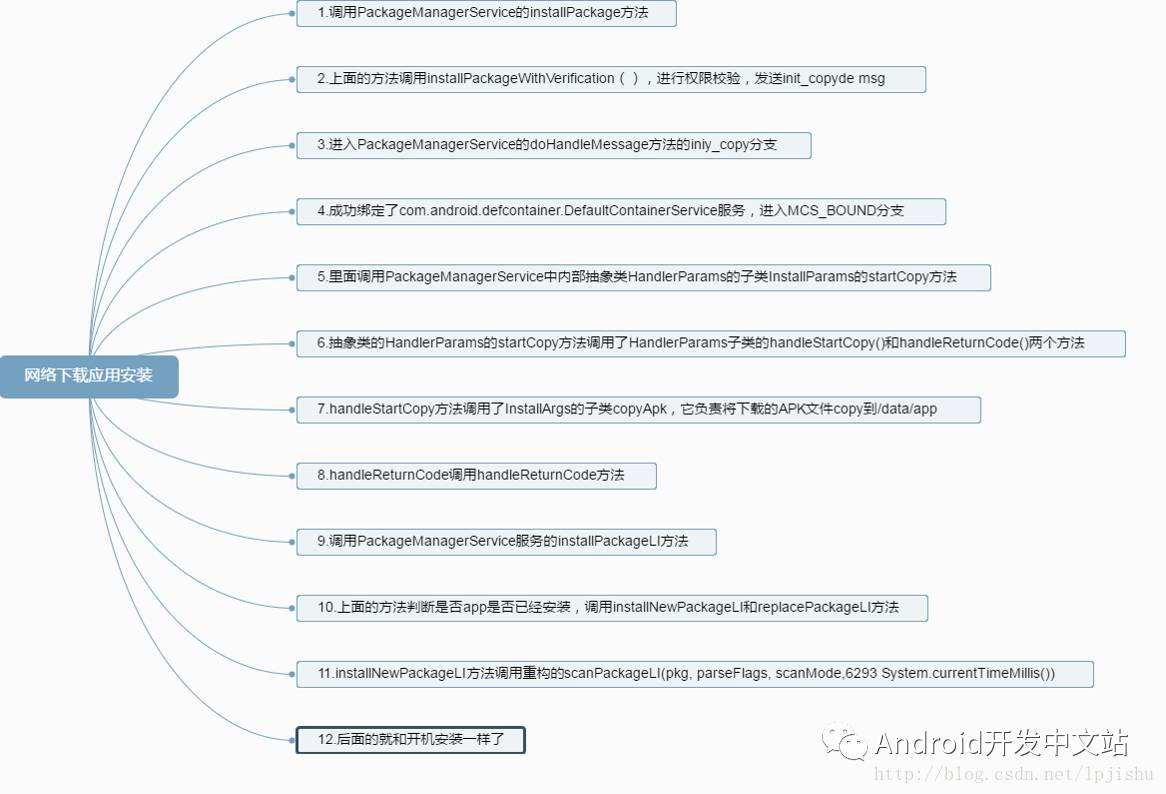 1.调用PackageManagerService的installPackage方法
2.上面的方法调用installPackageWithVerification（ ），进行权限校验，发送init_copyde msg
3.进入PackageManagerService的doHandleMessage方法的iniy_copy分支
4.成功绑定了com.android.defcontainer.DefaultContainerService服务，进入MCS_BOUND分支
5.里面调用PackageManagerService中内部抽象类HandlerParams的子类InstallParams的startCopy方法
6.抽象类的HandlerParams的startCopy方法调用了HandlerParams子类的handleStartCopy()和handleReturnCode()两个方法
网络下载应用安装
7.handleStartCopy方法调用了InstallArgs的子类copyApk，它负责将下载的APK文件copy到/data/app
8.handleReturnCode调用handleReturnCode方法
9.调用PackageManagerService服务的installPackageLI方法
10.上面的方法判断是否app是否已经安装，调用installNewPackageLI和replacePackageLI方法
11.installNewPackageLI方法调用重构的scanPackageLI(pkg, parseFlags, scanMode,6293 System.currentTimeMillis())
12.后面的就和开机安装一样了
Android开发中文站
http://blog.csdn.net/lpjishu